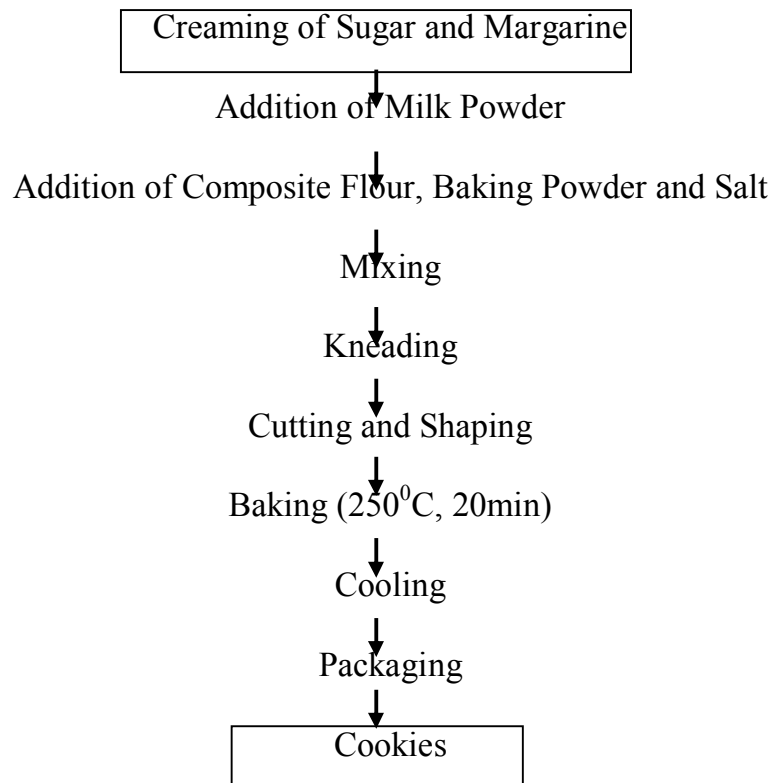 Creaming of Sugar and Margarine
Addition of Milk Powder
Addition of Composite Flour, Baking Powder and Salt
Mixing
Kneading
Cutting and Shaping
Baking (250⁰C, 20min)
Cooling
Packaging
Cookies